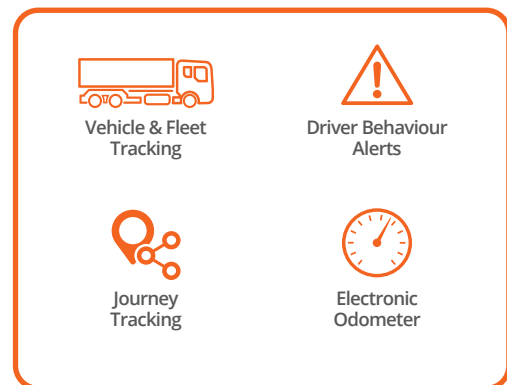 Vehicle & Fleet
Tracking
Driver Behaviour
Alerts
Journey
Tracking
Electronic
Odometer